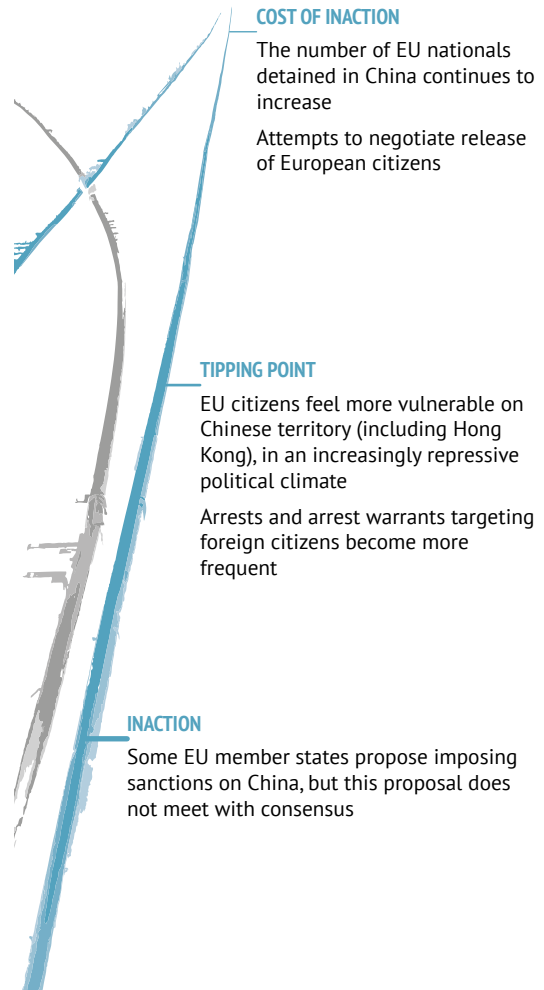 COST OF INACTION
The number of EU nationals
detained in China continues to
increase
Attempts to negotiate release
of European citizens
TIPPING POINT
EU citizens feel more vulnerable on
Chinese territory (including Hong
Kong), in an increasingly repressive
political climate
Arrests and arrest warrants targeting
foreign citizens become more
frequent
INACTION
Some EU member states propose imposing
sanctions on China, but this proposal does
not meet with consensus